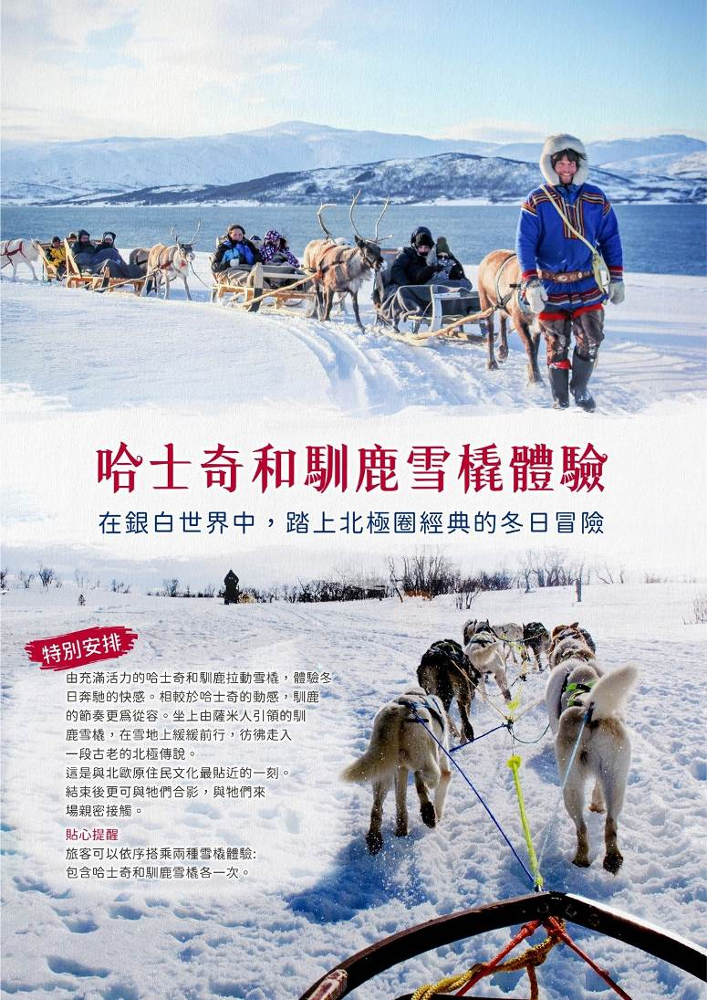 哈士奇和馴鹿雪橇體驗
在銀白世界中，踏上北極圈經典的冬日冒險
特別安排
由充滿活力的哈士奇和馴鹿拉動雪橇，體驗冬
日奔馳的快感。相較於哈士奇的動感，馴鹿
的節奏更爲從容。坐上由薩米人引領的馴
鹿雪橇，在雪地上緩緩前行，彷彿走入
一段古老的北極傳說。
這是與北歐原住民文化最貼近的一刻。
結束後更可與牠們合影，與牠們來
場親密接觸。
貼心提醒
旅客可以依序搭乘兩種雪橇體驗:
包含哈士奇和馴鹿雪橇各一次。